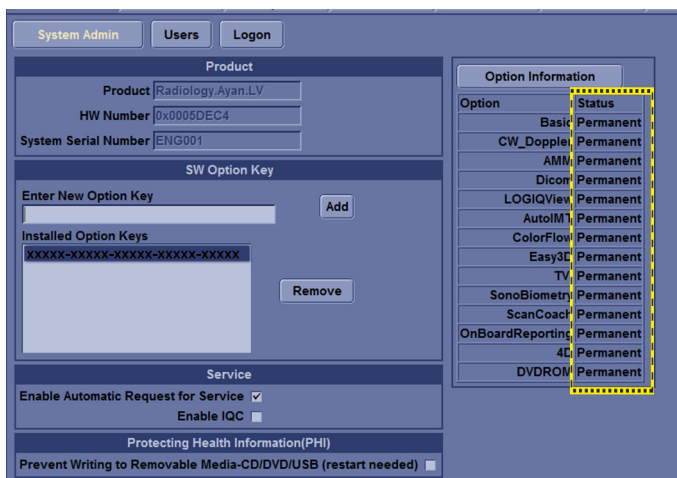 System Admin
Users
Logon
Product
Product Radiology.Ayan.LV
HW Number 0x0005DEC4
System Serial Number ENG001
SW Option Key
Enter New Option Key
Add
Installed Option Keys
XXXXX-XXXXX-XXXXX-XXXXX-XXXXX
Remove
Service
Enable Automatic Request for Service
Enable IQC
Protecting Health Information(PHI)
Prevent Writing to Removable Media-CD/DVD/USB (restart needed)
Option Information
Option Status
Basic Permanent
CW_Doppler Permanent
AMM Permanent
Dicom Permanent
LOGIQView Permanent
AutoIMT Permanent
ColorFlow Permanent
Easy3D Permanent
TVI Permanent
SonoBiometry Permanent
ScanCoach Permanent
OnBoardReporting Permanent
4D Permanent
DVDROM Permanent